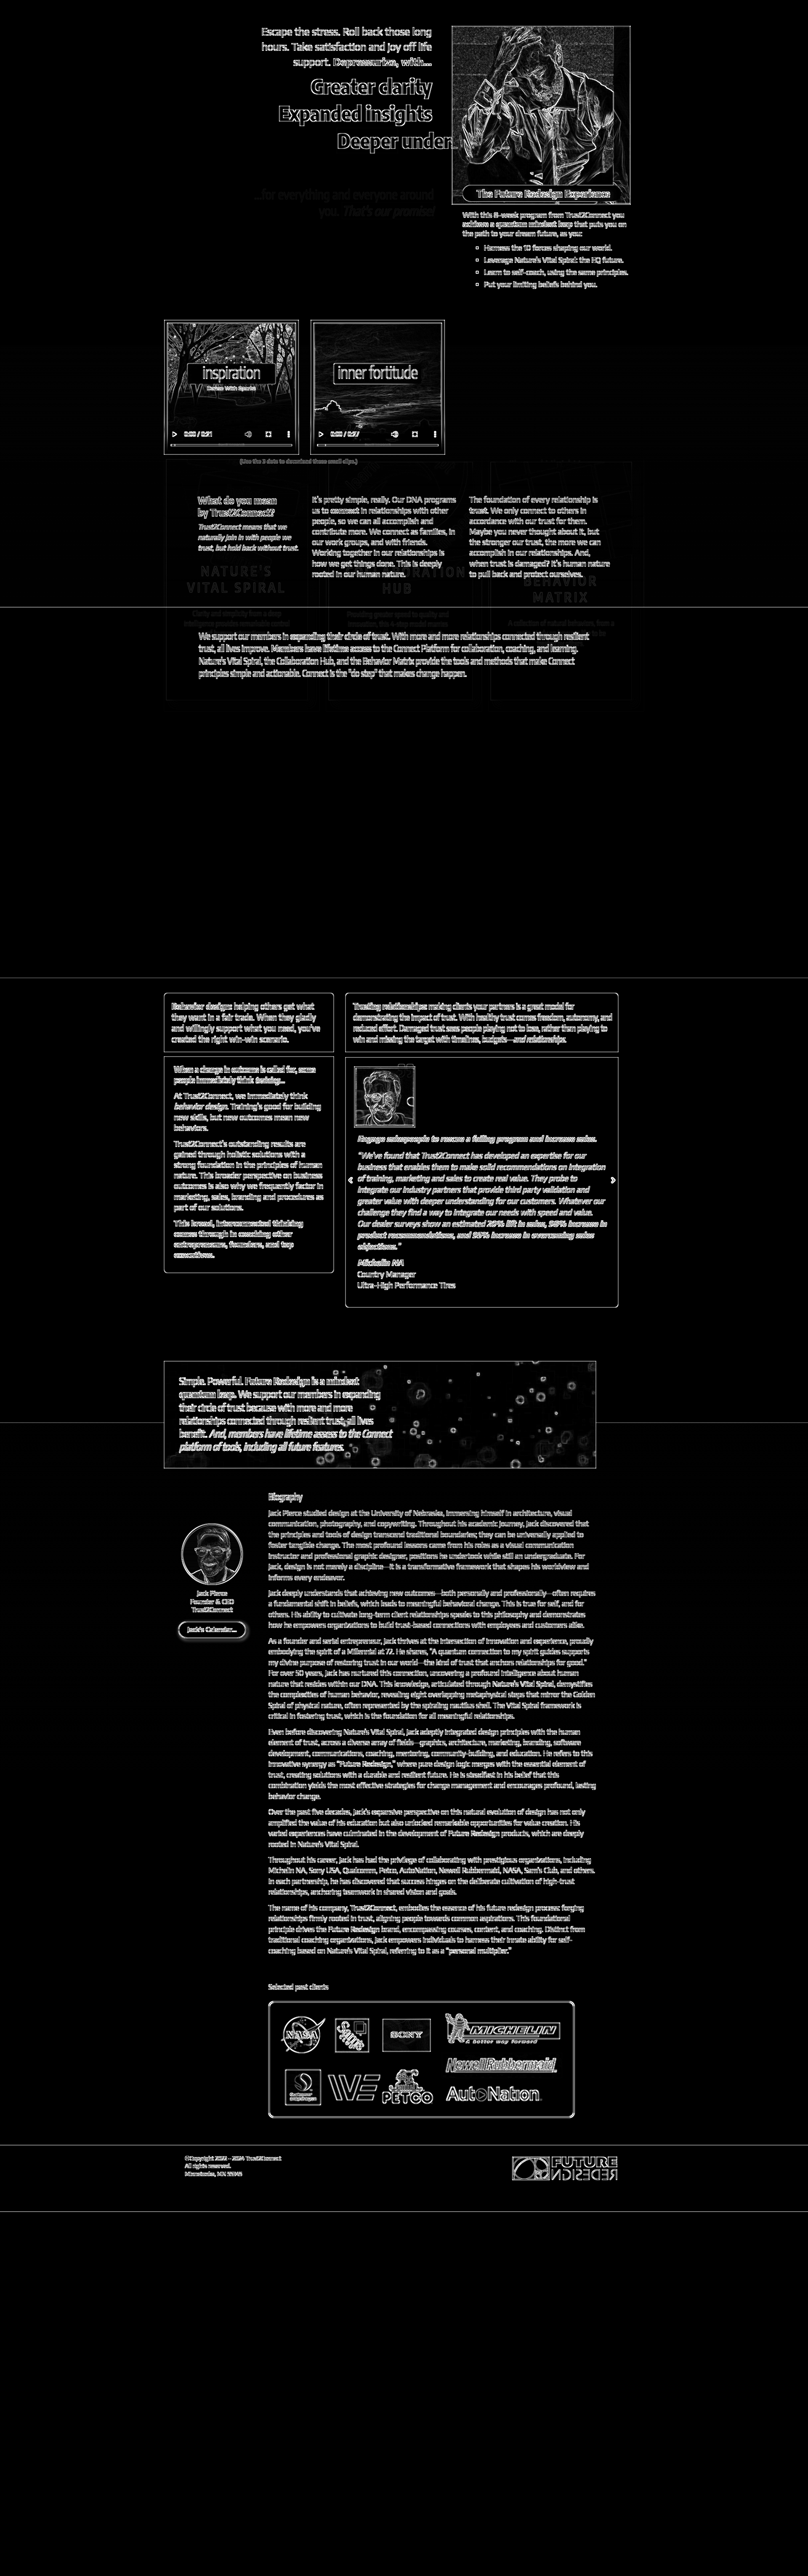 Escape the stress. Roll back those long
hours. Take satisfaction and joy off life
support. Depressurize, with...
Greater clarity
Expanded insights
Deeper under
...for everything and everyone around
you. That's our promise!
The Future Redesign Experience
With this 8-week program from Trust2Connect you
achieve a quantum mindset leap that puts you on
the path to your dream future, as you:
Harness the 10 forces shaping our world.
Leverage Nature's Vital Spiral: the HQ future.
Learn to self-coach, using the same principles.
Put your limiting beliefs behind you.
inspiration
Dances With Sparks
inner fortitude
(Use the 3 dots to download these small clips.)
What do you mean
by Trust2Connect?
Trust2Connect means that we
naturally join in with people we
trust, but hold back without trust.
It's pretty simple, really. Our DNA programs
us to connect in relationships with other
people, so we can all accomplish and
contribute more. We connect as families, in
our work groups, and with friends.
Working together in our relationships is
how we get things done. This is deeply
rooted in our human nature.
The foundation of every relationship is
trust. We only connect to others in
accordance with our trust for them.
Maybe you never thought about it, but
the stronger our trust, the more we can
accomplish in our relationships. And,
when trust is damaged? It's human nature
to pull back and protect ourselves.
NATURE'S
VITAL SPIRAL
ORATION
HUB
BEHAVIOR
MATRIX
We support our members in expanding their circle of trust. With more and more relationships connected through resilient
trust, all lives improve. Members have lifetime access to the Connect Platform for collaboration, coaching, and learning.
Nature's Vital Spiral, the Collaboration Hub, and the Behavior Matrix provide the tools and methods that make Connect
principles simple and actionable. Connect is the "do step" that makes change happen.
Behavior design: helping others get what
they want in a fair trade. When they gladly
and willingly support what you need, you've
created the right win-win scenario.
Trusting relationships: making clients your partners is a great model for
demonstrating the impact of trust. With healthy trust comes freedom, autonomy, and
reduced effort. Damaged trust sees people playing not to lose, rather than playing to
win and missing the target with timelines, budgets—and relationships.
When a change in outcome is called for, some
people immediately think training...
At Trust2Connect, we immediately think
behavior design. Training's good for building
new skills, but new outcomes mean new
behaviors.
Trust2Connect's outstanding results are
gained through holistic solutions with a
strong foundation in the principles of human
nature. This broader perspective on business
outcomes is also why we frequently factor in
marketing, sales, branding and procedures as
part of our solutions.
This broad, interconnected thinking
comes through in coaching other
entrepreneurs, founders, and top
executives.
Engage salespeople to rescue a failing program and increase sales.
"We've found that Trust2Connect has developed an expertise for our
business that enables them to make solid recommendations on integration
of training, marketing and sales to create real value. They probe to
integrate our industry partners that provide third party validation and
greater value with deeper understanding for our customers. Whatever our
challenge they find a way to integrate our needs with speed and value.
Our dealer surveys show an estimated 20% lift in sales, 98% increase in
product recommendations, and 35% increase in overcoming sales
objections."
Michelin NA
Country Manager
Ultra-High Performance Tires
Simple. Powerful. Future Redesign is a mindset
quantum leap. We support our members in expanding
their circle of trust because with more and more
relationships connected through resilient trust, all lives
benefit. And, members have lifetime assess to the Connect
platform of tools, including all future features.
Biography
Jack Pierce studied design at the University of Nebraska, immersing himself in architecture, visual
communication, photography, and copywriting. Throughout his academic journey, Jack discovered that
the principles and tools of design transcend traditional boundaries; they can be universally applied to
foster tangible change. The most profound lessons came from his roles as a visual communication
instructor and professional graphic designer, positions he undertook while still an undergraduate. For
Jack, design is not merely a discipline—it is a transformative framework that shapes his worldview and
informs every endeavor.
Jack Pierce
Founder & CEO
Trust2Connect
Jack's Calendar...
Jack deeply understands that achieving new outcomes—both personally and professionally—often requires
a fundamental shift in beliefs, which leads to meaningful behavioral change. This is true for self, and for
others. His ability to cultivate long-term client relationships speaks to this philosophy and demonstrates
how he empowers organizations to build trust-based connections with employees and customers alike.
As a founder and serial entrepreneur, Jack thrives at the intersection of innovation and experience, proudly
embodying the spirit of a Millennial at 72. He shares, "A quantum connection to my spirit guides supports
my divine purpose of restoring trust in our world—the kind of trust that anchors relationships for good."
For over 50 years, Jack has nurtured this connection, uncovering a profound intelligence about human
nature that resides within our DNA. This knowledge, articulated through Nature's Vital Spiral, demystifies
the complexities of human behavior, revealing eight overlapping metaphysical steps that mirror the Golden
Spiral of physical nature, often represented by the spiraling nautilus shell. The Vital Spiral framework is
critical in fostering trust, which is the foundation for all meaningful relationships.
Even before discovering Nature's Vital Spiral, Jack adeptly integrated design principles with the human
element of trust, across a diverse array of fields—graphics, architecture, marketing, branding, software
development, communications, coaching, mentoring, community-building, and education. He refers to this
innovative synergy as "Future Redesign," where pure design logic merges with the essential element of
trust, creating solutions with a durable and resilient future. He is steadfast in his belief that this
combination yields the most effective strategies for change management and encourages profound, lasting
behavior change.
Over the past five decades, Jack's expansive perspective on this natural evolution of design has not only
amplified the value of his education but also unlocked remarkable opportunities for value creation. His
varied experiences have culminated in the development of Future Redesign products, which are deeply
rooted in Nature's Vital Spiral.
Throughout his career, Jack has had the privilege of collaborating with prestigious organizations, including
Michelin NA, Sony USA, Qualcomm, Petco, AutoNation, Newell Rubbermaid, NASA, Sam's Club, and others.
In each partnership, he has discovered that success hinges on the deliberate cultivation of high-trust
relationships, anchoring teamwork in shared vision and goals.
The name of his company, Trust2Connect, embodies the essence of his future redesign process: forging
relationships firmly rooted in trust, aligning people towards common aspirations. This foundational
principle drives the Future Redesign brand, encompassing courses, content, and coaching. Distinct from
traditional coaching organizations, Jack empowers individuals to harness their innate ability for self-
coaching based on Nature's Vital Spiral, referring to it as a "personal multiplier."
Selected past clients
NASA
SONY
MICHELIN
A better way forward
Newell Rubbermaid
WE
PETCO
AutoNation
©Copyright 2022 – 2024 Trust2Connect
All rights reserved.
Minnetonka, MN 55345
FUTURE
REDESIGN